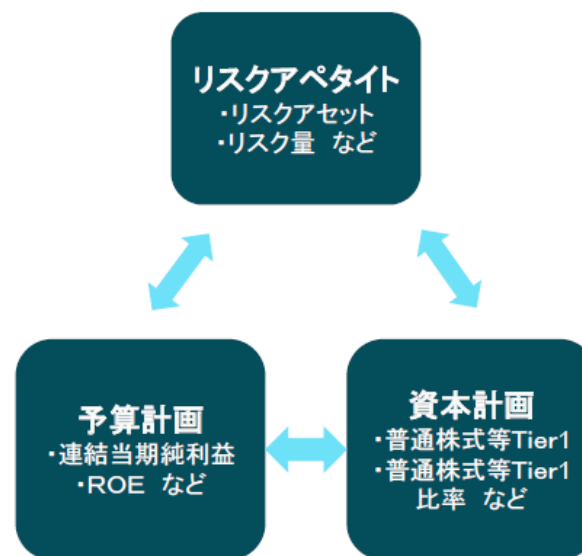 リスクアペタイト
・リスクアセット
・リスク量 など
予算計画
・連結当期純利益
・ROE など
資本計画
・普通株式等Tier1
・普通株式等Tier1
比率 など